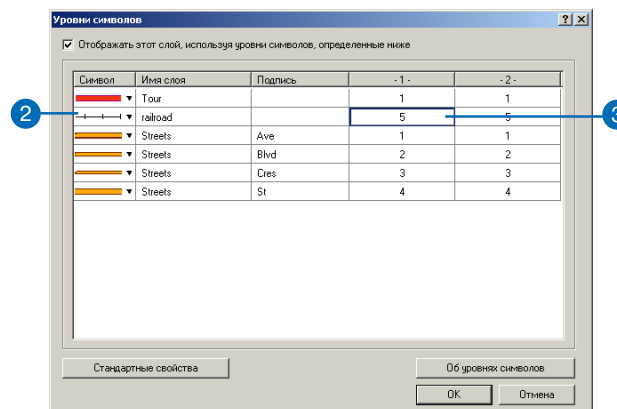 Уровни символов
Отображать этот слой, используя уровни символов, определенные ниже
Символ Имя слоя Подпись - 1 - - 2 -
Tour 1 1
2 railroad 5 5 3
Streets Ave 1 1
Streets Blvd 2 2
Streets Cres 3 3
Streets St 4 4
Стандартные свойства Об уровнях символов
OK Отмена